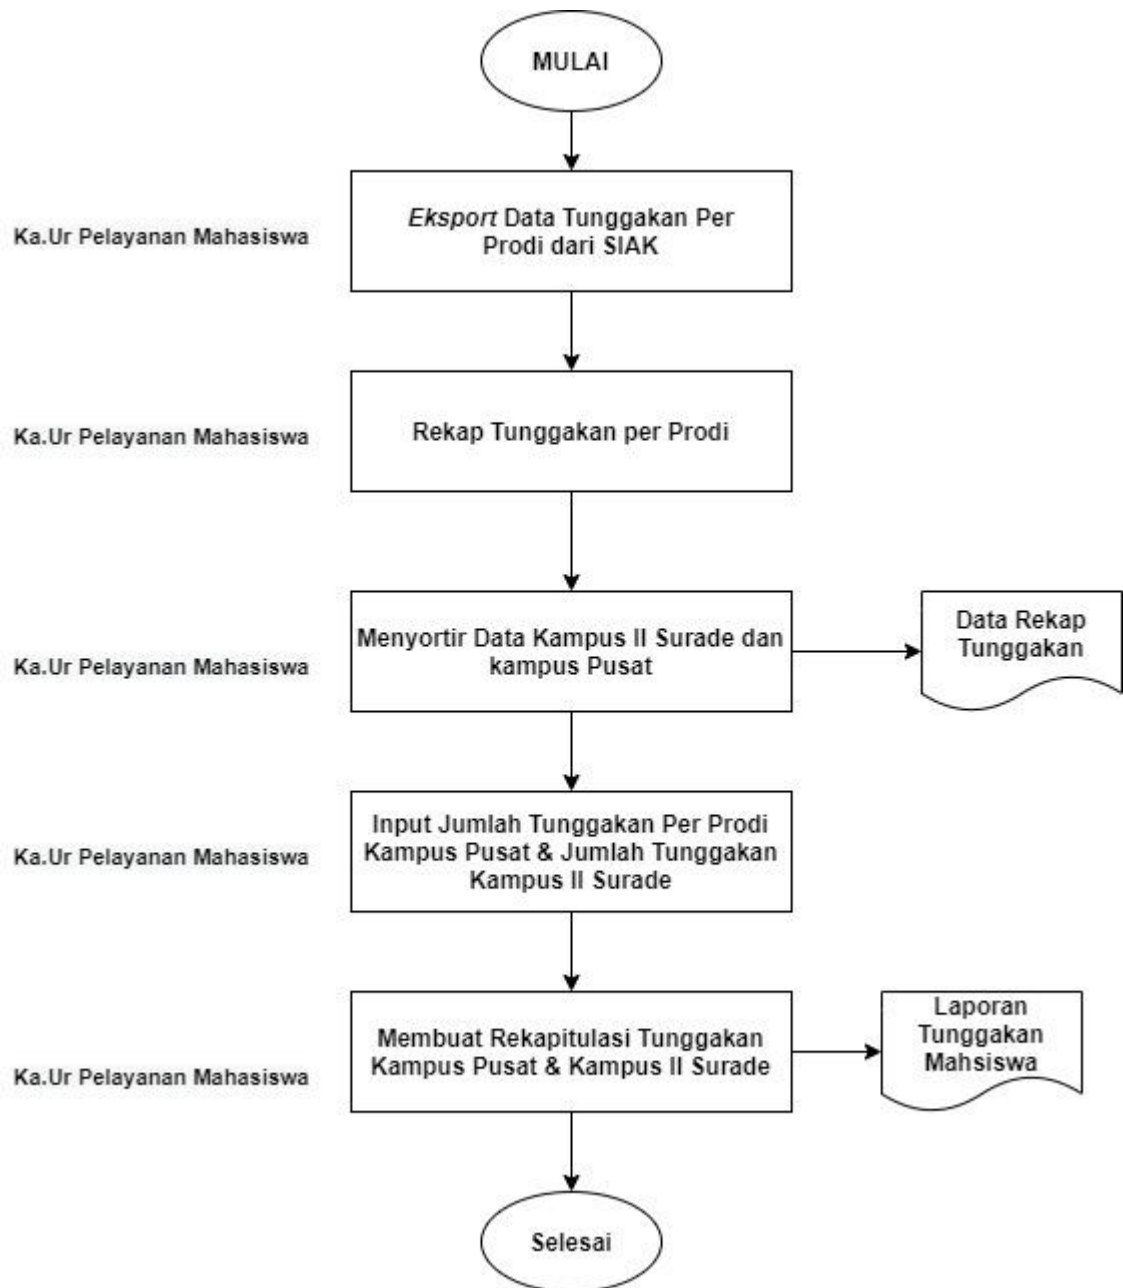 MULAI
Ka.Ur Pelayanan Mahasiswa
Eksport Data Tunggakan Per
Prodi dari SIAK
Ka.Ur Pelayanan Mahasiswa
Rekap Tunggakan per Prodi
Ka.Ur Pelayanan Mahasiswa
Menyortir Data Kampus II Surade dan
kampus Pusat
Data Rekap
Tunggakan
Ka.Ur Pelayanan Mahasiswa
Input Jumlah Tunggakan Per Prodi
Kampus Pusat & Jumlah Tunggakan
Kampus II Surade
Ka.Ur Pelayanan Mahasiswa
Membuat Rekapitulasi Tunggakan
Kampus Pusat & Kampus II Surade
Laporan
Tunggakan
Mahsiswa
Selesai